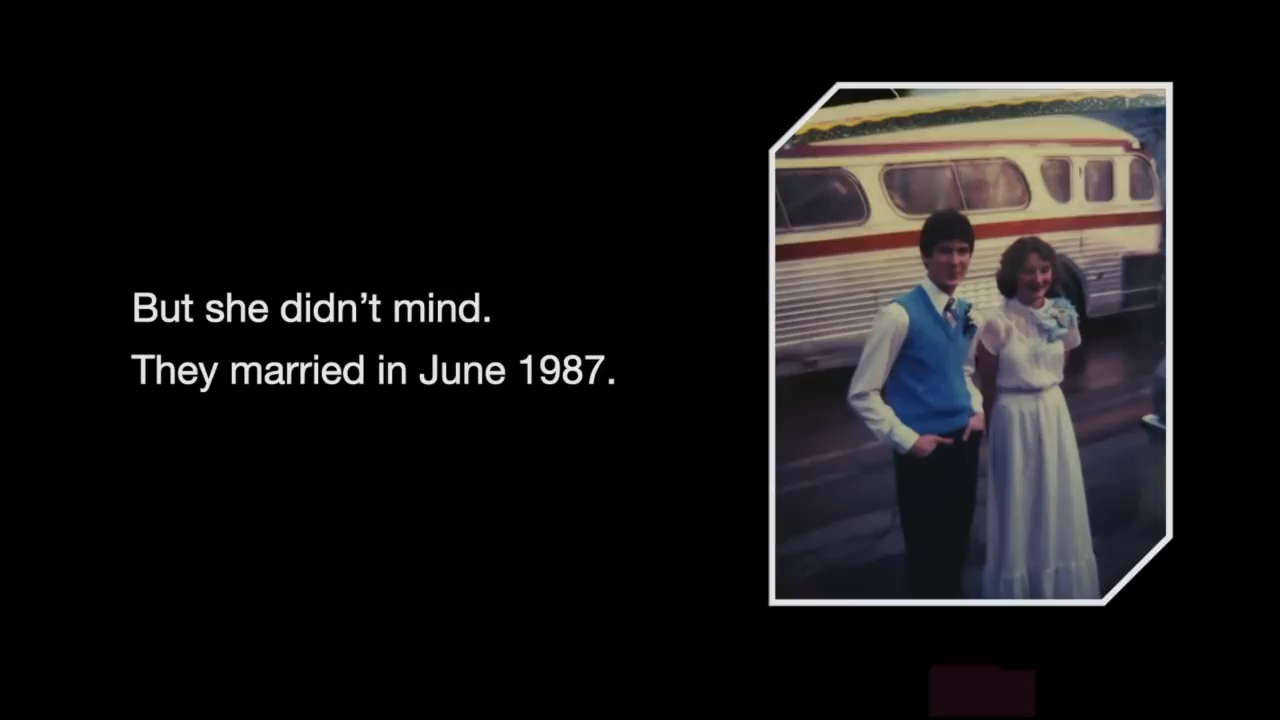 But she didn’t mind.
They married in June 1987.